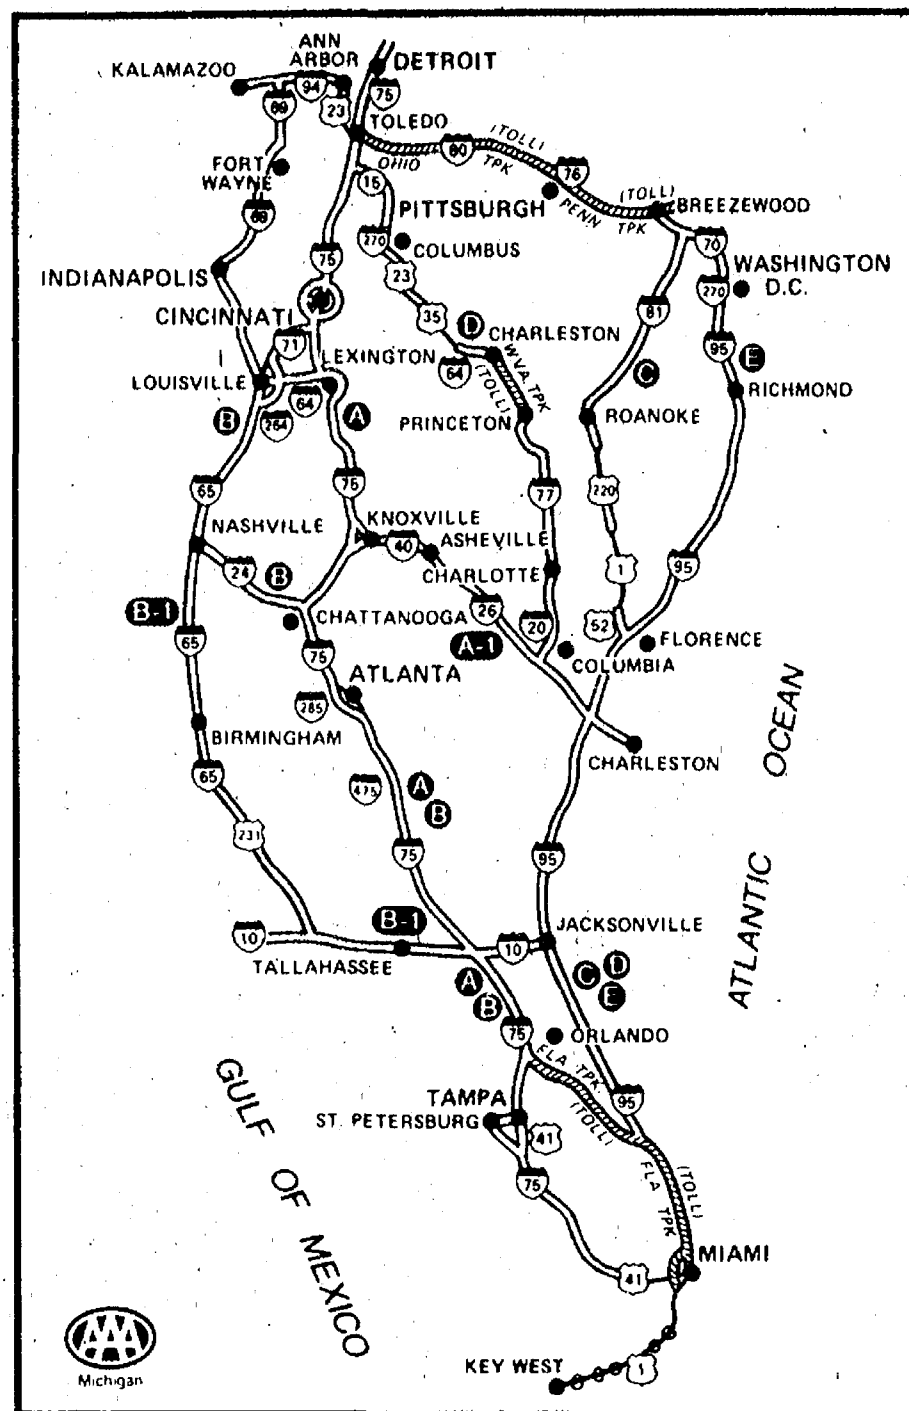 ANN
ARBOR
DETROIT
KALAMAZOO
94
75
69
23
TOLEDO
(TOLL)
80
OHIO
TPK
76
FORT
WAYNE
15
PITTSBURGH
PENN
(TOLL)
TPK
BREEZEWOOD
69
270
COLUMBUS
70
WASHINGTON
D.C.
75
23
270
INDIANAPOLIS
81
CINCINNATI
35
D
CHARLESTON
95
E
71
LEXINGTON
64
W.VA. TPK
(TOLL)
C
LOUISVILLE
RICHMOND
64
B
264
A
PRINCETON
ROANOKE
65
75
77
220
NASHVILLE
KNOXVILLE
40
ASHEVILLE
24
B
CHARLOTTE
1
95
B-1
26
CHATTANOOGA
20
52
65
75
A-1
FLORENCE
COLUMBIA
ATLANTA
285
BIRMINGHAM
CHARLESTON
OCEAN
65
475
A
B
231
75
95
ATLANTIC
B-1
JACKSONVILLE
10
10
TALLAHASSEE
A
B
C
D
E
75
ORLANDO
FLA TPK.
(TOLL)
95
TAMPA
ST. PETERSBURG
41
GULF OF MEXICO
75
FLA
TPK
(TOLL)
41
MIAMI
KEY WEST
1
AAA
Michigan